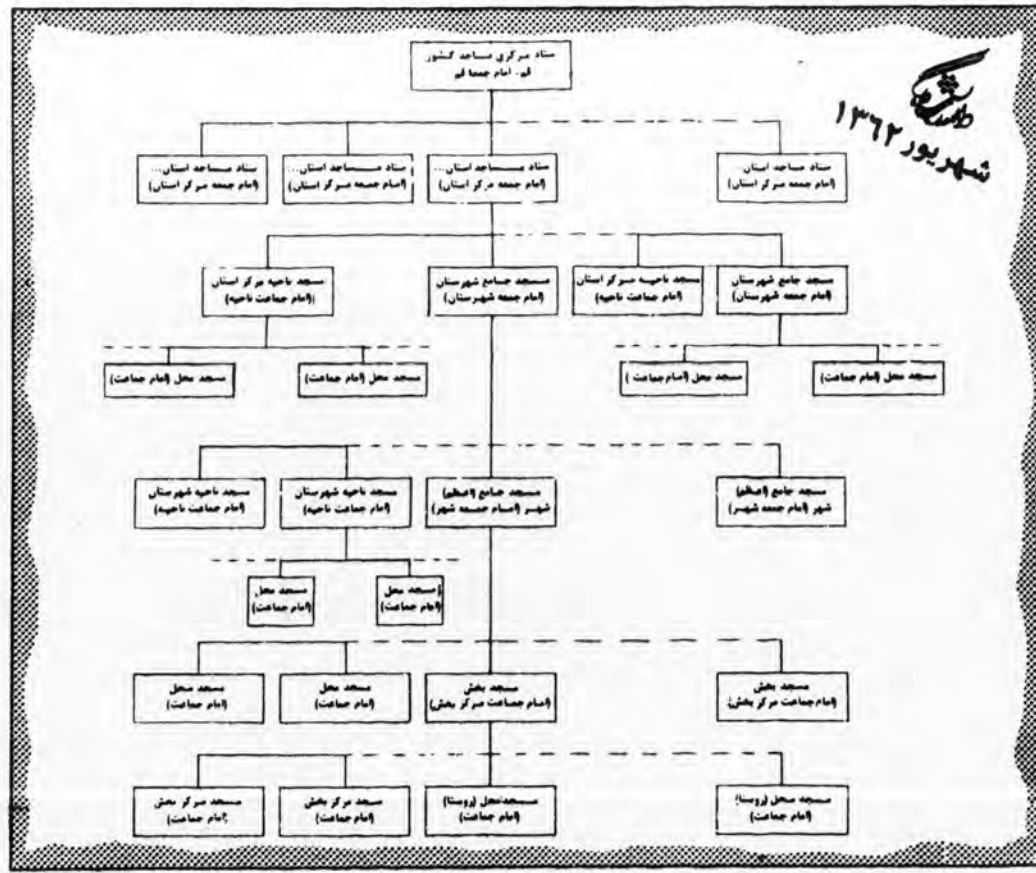 ستاد مرکزی مساجد کشور
قم - امام جمعه قم
شهریور ۱۳۶۲
ستاد مساجد استان
(امام جمعه مرکز استان)
ستاد مساجد استان...
(امام جمعه مرکز استان)
ستاد مساجد استان...
(امام جمعه مرکز استان)
ستاد مساجد استان...
(امام جمعه مرکز استان)
مسجد جامع شهرستان
(امام جمعه شهرستان)
مسجد ناحیه مرکز استان
(امام جماعت ناحیه)
مسجد جامع شهرستان
(امام جمعه شهرستان)
مسجد ناحیه مرکز استان
(امام جماعت ناحیه)
مسجد محل (امام جماعت)
مسجد محل (امام جماعت)
مسجد محل (امام جماعت)
مسجد محل (امام جماعت)
مسجد جامع (اعظم)
شهر (امام جمعه شهر)
مسجد جامع (اعظم)
شهر (امام جمعه شهر)
مسجد ناحیه شهرستان
(امام جماعت ناحیه)
مسجد ناحیه شهرستان
(امام جماعت ناحیه)
مسجد محل
(امام جماعت)
مسجد محل
(امام جماعت)
مسجد بخش
(امام جماعت مرکز بخش)
مسجد بخش
(امام جماعت مرکز بخش)
مسجد محل
(امام جماعت)
مسجد محل
(امام جماعت)
مسجد محل (روستا)
(امام جماعت)
مسجد محل (روستا)
(امام جماعت)
مسجد مرکز بخش
(امام جماعت)
مسجد مرکز بخش
(امام جماعت)